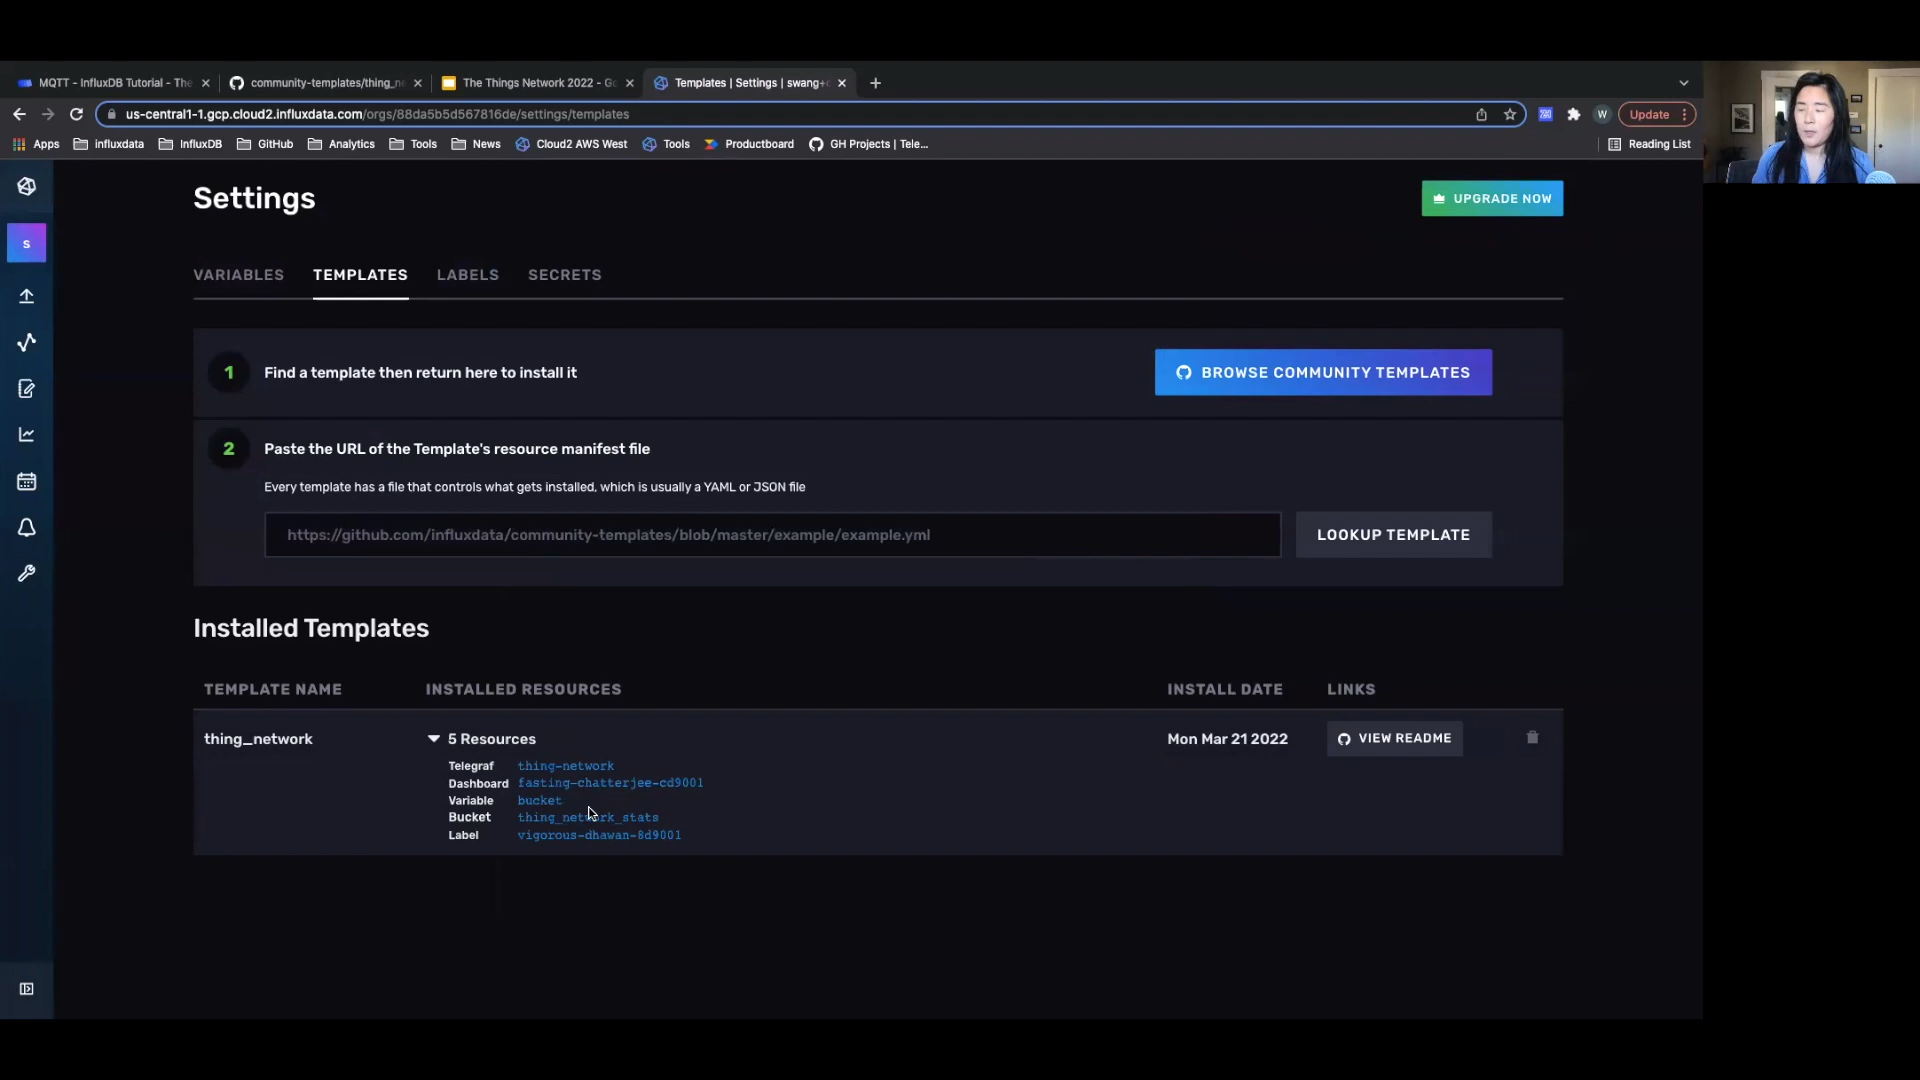 MQTT - InfluxDB Tutorial - The
community-templates/thing_ne
The Things Network 2022 - Go
Templates | Settings | swang+c
us-central1-1.gcp.cloud2.influxdata.com/orgs/88da5b5d567816de/settings/templates
W
Update
Apps
influxdata
InfluxDB
GitHub
Analytics
Tools
News
Cloud2 AWS West
Tools
Productboard
GH Projects | Tele...
Reading List
Settings
UPGRADE NOW
S
VARIABLES
TEMPLATES
LABELS
SECRETS
1
Find a template then return here to install it
BROWSE COMMUNITY TEMPLATES
2
Paste the URL of the Template's resource manifest file
Every template has a file that controls what gets installed, which is usually a YAML or JSON file
https://github.com/influxdata/community-templates/blob/master/example/example.yml
LOOKUP TEMPLATE
Installed Templates
TEMPLATE NAME
INSTALLED RESOURCES
INSTALL DATE
LINKS
thing_network
5 Resources
Mon Mar 21 2022
VIEW README
Telegraf thing-network
Dashboard fasting-chatterjee-cd9001
Variable bucket
Bucket thing_network_stats
Label vigorous-dhawan-8d9001